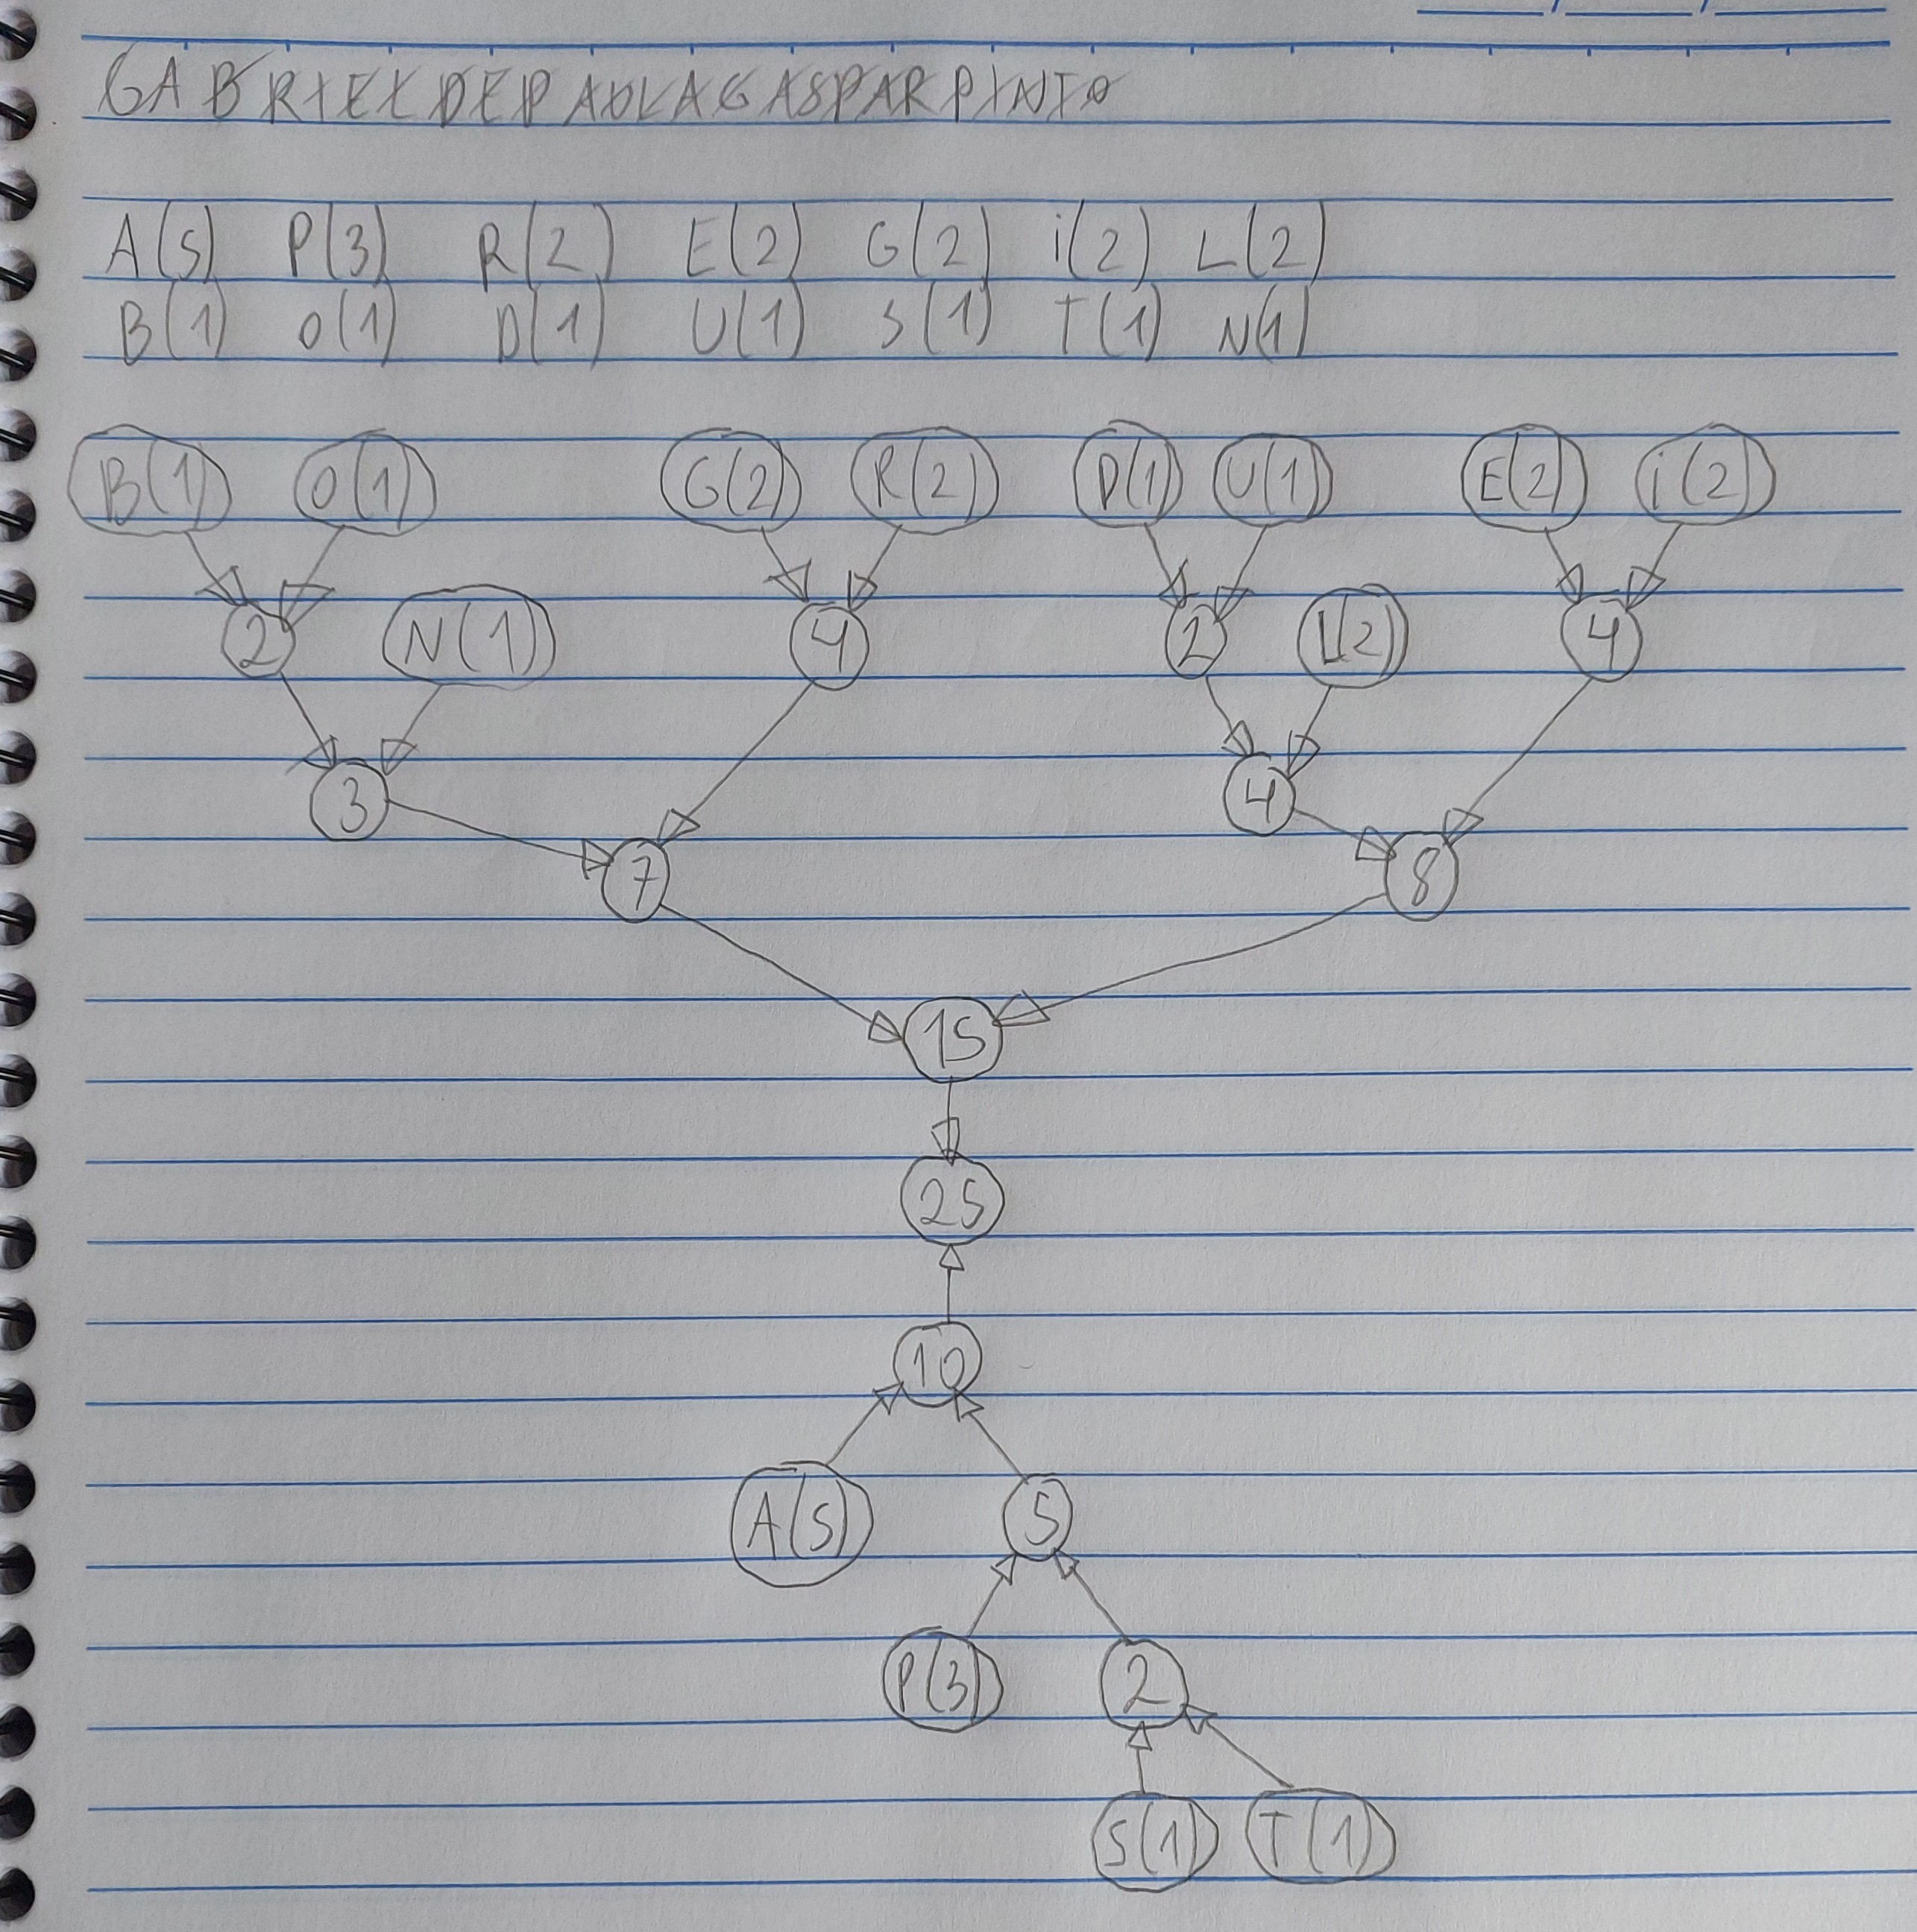 GABRIELDEPAULAGASPARPINTO
A(5) P(3) R(2) E(2) G(2) i(2) L(2)
B(1) O(1) D(1) U(1) S(1) T(1) N(1)
B(1) O(1) G(2) R(2) D(1) U(1) E(2) i(2)
2 N(1) 4 2 L(2) 4
3 4
7 8
15
25
10
A(5) 5
P(3) 2
S(1) T(1)